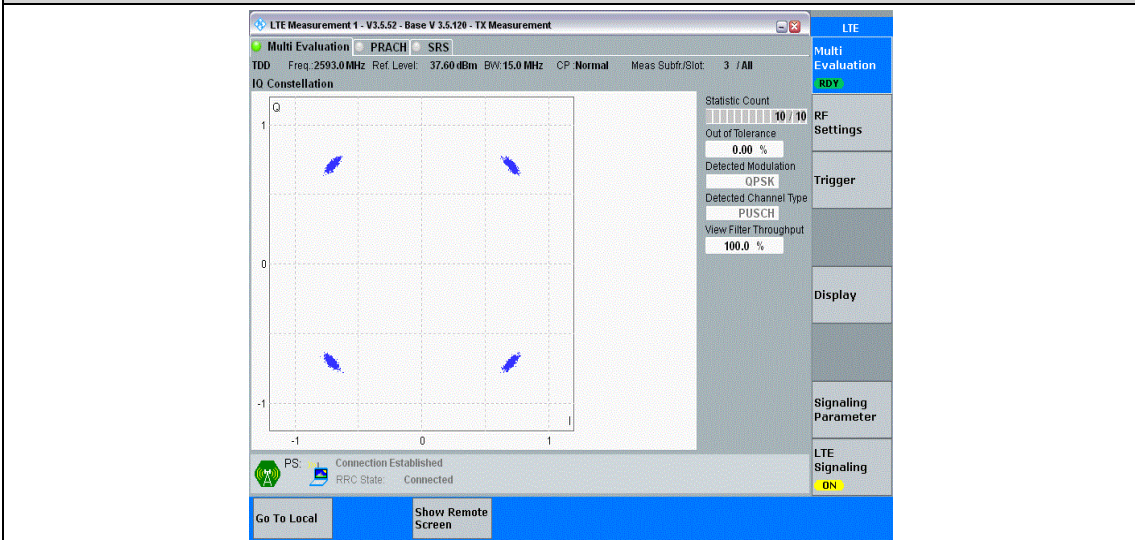 LTE Measurement 1 - V3.5.52 - Base V 3.5.120 - TX Measurement
LTE
Multi Evaluation PRACH SRS
TDD Freq.:2593.0 MHz Ref. Level: 37.60 dBm BW:15.0 MHz CP :Normal Meas Subfr./Slot: 3 / All
IQ Constellation
Q
1
0
-1
I
-1 0 1
Statistic Count
10 / 10
Out of Tolerance
0.00 %
Detected Modulation
QPSK
Detected Channel Type
PUSCH
View Filter Throughput
100.0 %
Multi
Evaluation
RDY
RF
Settings
Trigger
Display
Signaling
Parameter
LTE
Signaling
ON
PS: Connection Established
RRC State: Connected
Go To Local
Show Remote
Screen